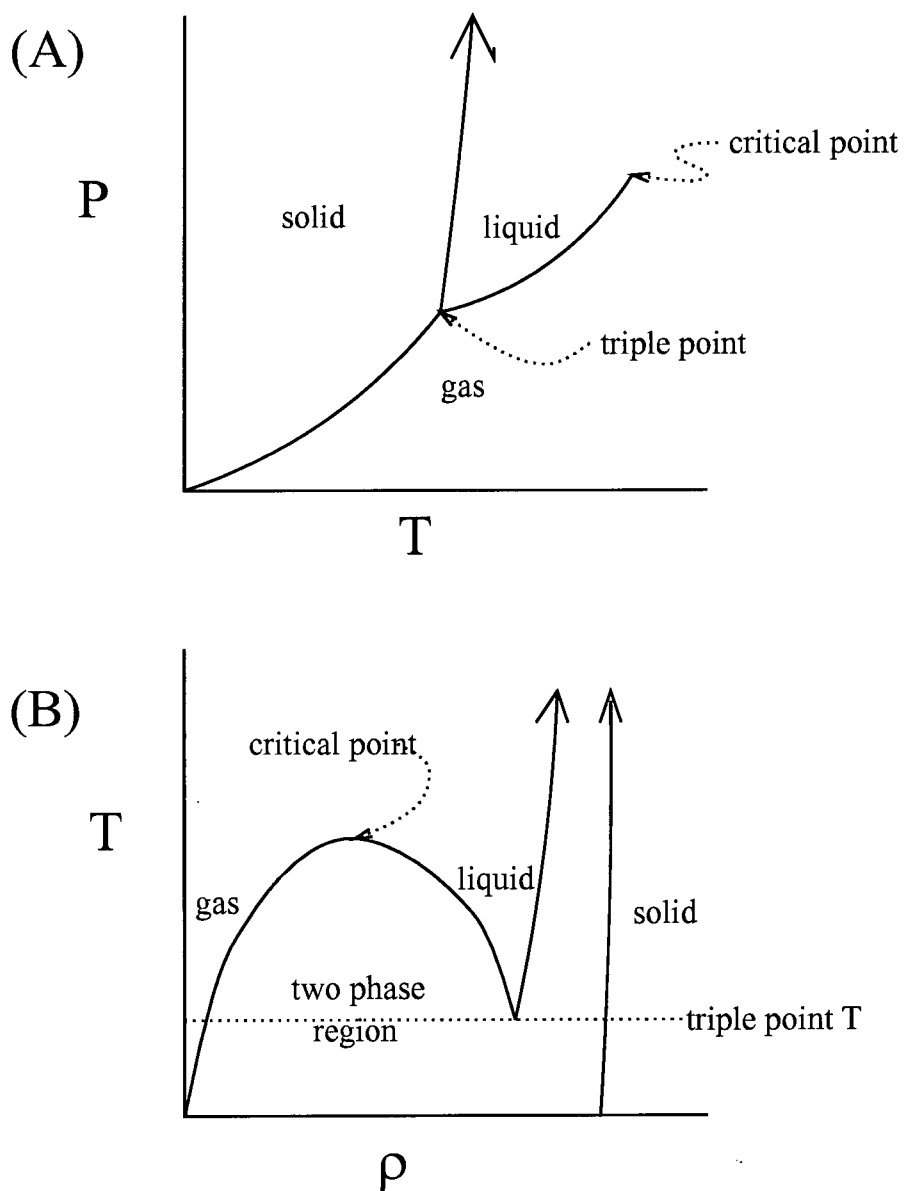 (A)
critical point
P
solid
liquid
triple point
gas
T
(B)
critical point
T
liquid
gas
solid
two phase
region
triple point T
ρ